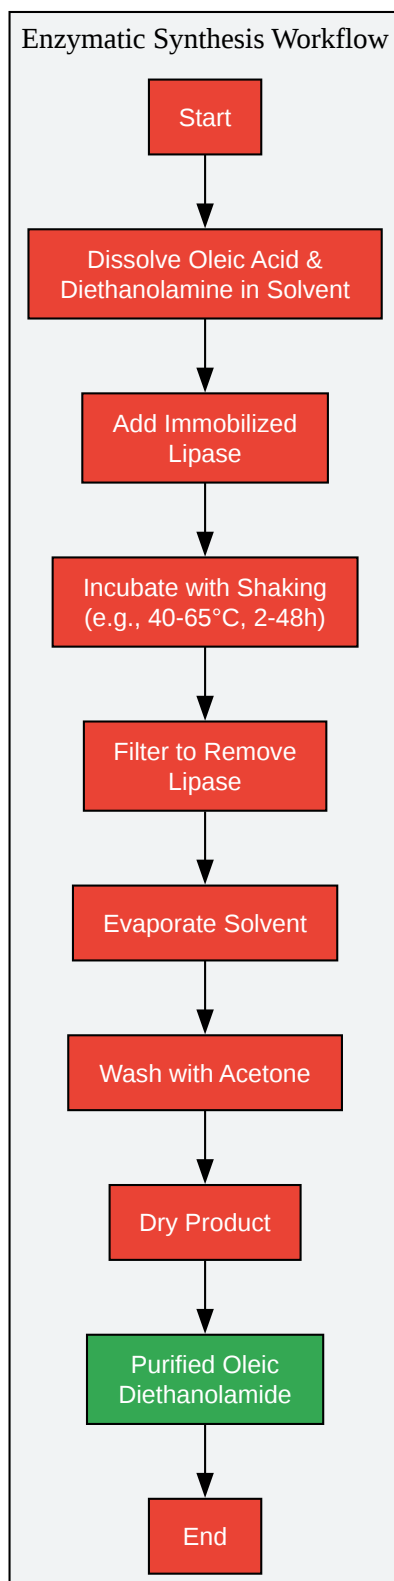 Enzymatic Synthesis Workflow
Start
Dissolve Oleic Acid &
Diethanolamine in Solvent
Add Immobilized
Lipase
Incubate with Shaking
(e.g., 40-65°C, 2-48h)
Filter to Remove
Lipase
Evaporate Solvent
Wash with Acetone
Dry Product
Purified Oleic
Diethanolamide
End